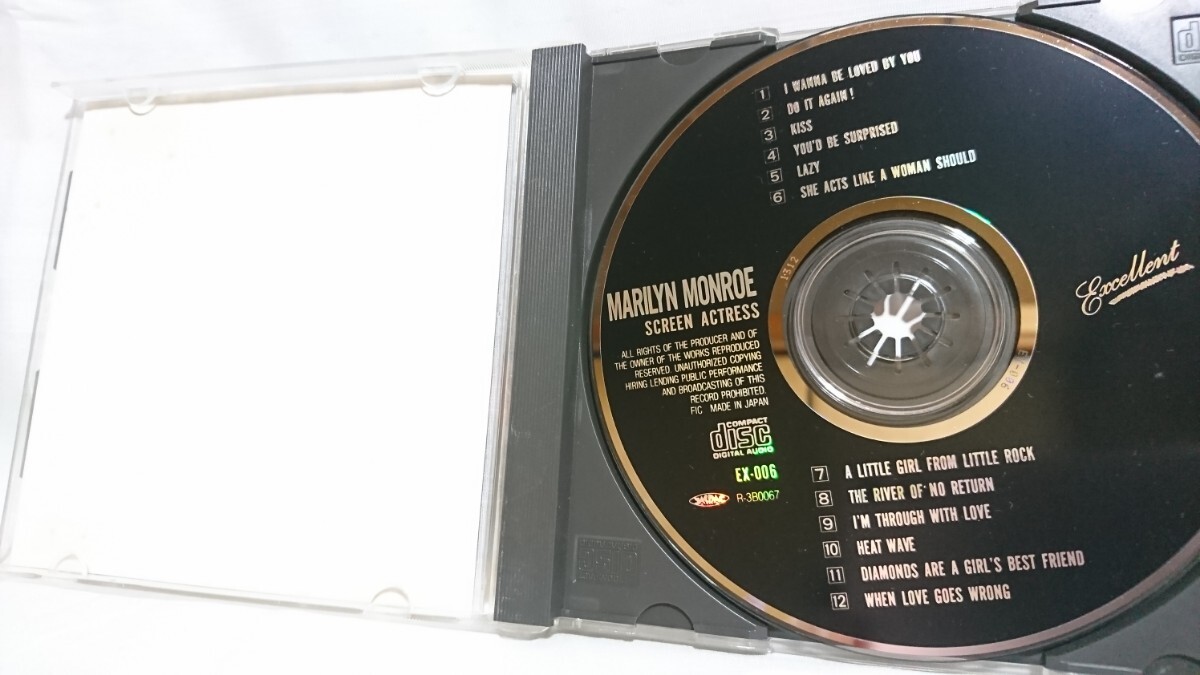 1 I WANNA BE LOVED BY YOU
2 DO IT AGAIN!
3 KISS
4 YOU'D BE SURPRISED
5 LAZY
6 SHE ACTS LIKE A WOMAN SHOULD
Excellent
1312
MARILYN MONROE
SCREEN ACTRESS
ALL RIGHTS OF THE PRODUCER AND OF
THE OWNER OF THE WORKS REPRODUCED
RESERVED UNAUTHORIZED COPYING
HIRING LENDING PUBLIC PERFORMANCE
AND BROADCASTING OF THIS
RECORD PROHIBITED.
FIC MADE IN JAPAN
COMPACT
disc
DIGITAL AUDIO
EX-006
R-3B0067
7 A LITTLE GIRL FROM LITTLE ROCK
8 THE RIVER OF NO RETURN
9 I'M THROUGH WITH LOVE
10 HEAT WAVE
11 DIAMONDS ARE A GIRL'S BEST FRIEND
12 WHEN LOVE GOES WRONG